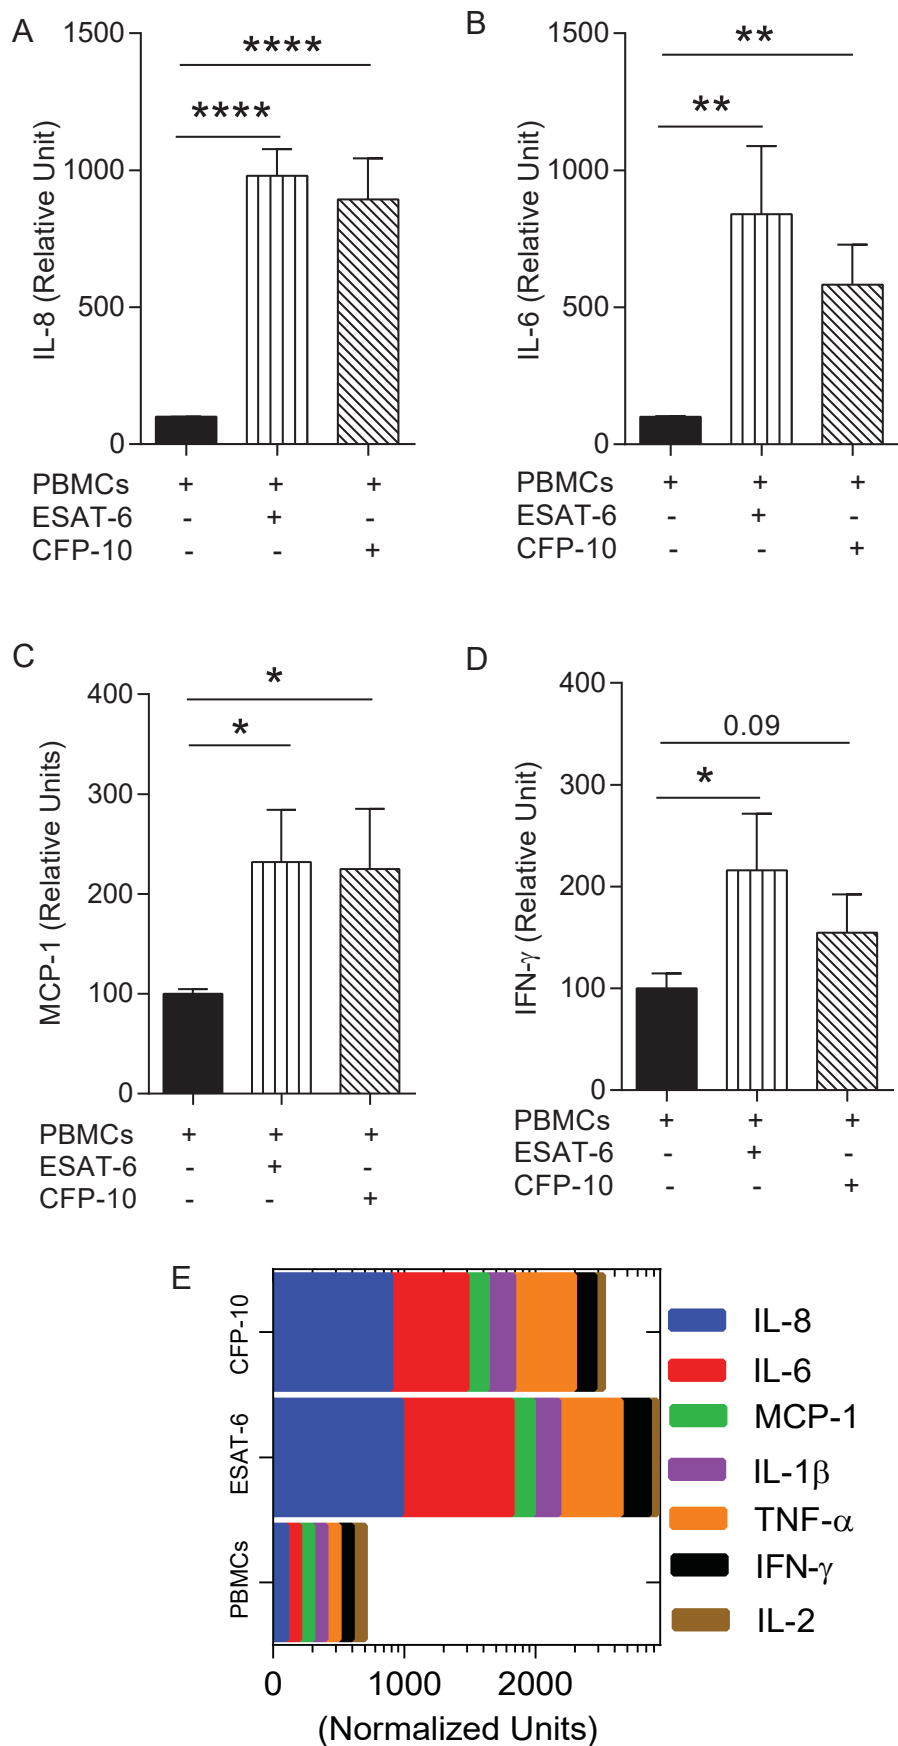 A
IL-8 (Relative Unit)
1500
1000
500
0
****
****
PBMCs + + +
ESAT-6 - + -
CFP-10 - - +
B
IL-6 (Relative Unit)
1500
1000
500
0
**
**
PBMCs + + +
ESAT-6 - + -
CFP-10 - - +
C
MCP-1 (Relative Units)
400
300
200
100
0
*
*
PBMCs + + +
ESAT-6 - + -
CFP-10 - - +
D
IFN-γ (Relative Unit)
400
300
200
100
0
0.09
*
PBMCs + + +
ESAT-6 - + -
CFP-10 - - +
E
CFP-10
ESAT-6
PBMCs
0 1000 2000
(Normalized Units)
IL-8
IL-6
MCP-1
IL-1β
TNF-α
IFN-γ
IL-2